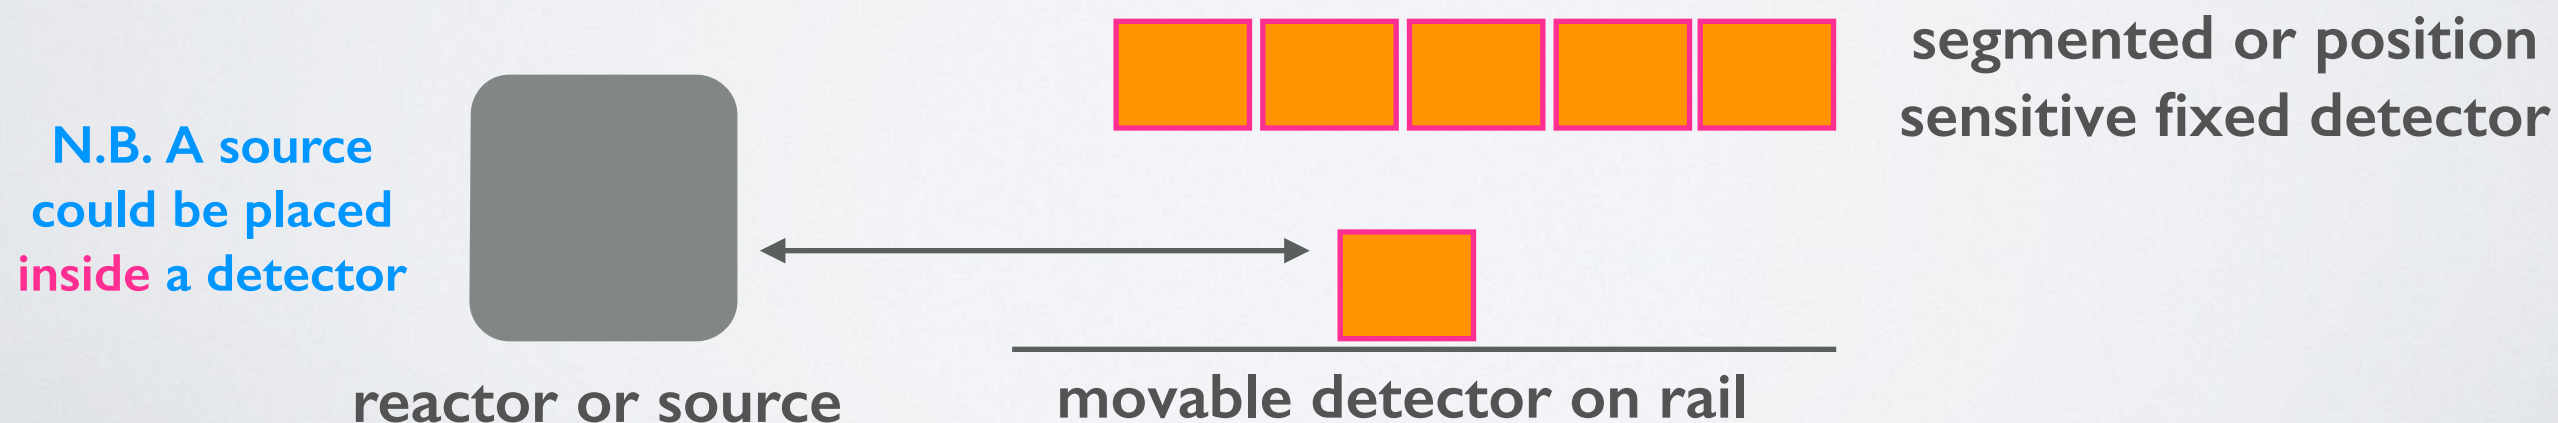 segmented or position
sensitive fixed detector
N.B. A source
could be placed
inside a detector
reactor or source
movable detector on rail